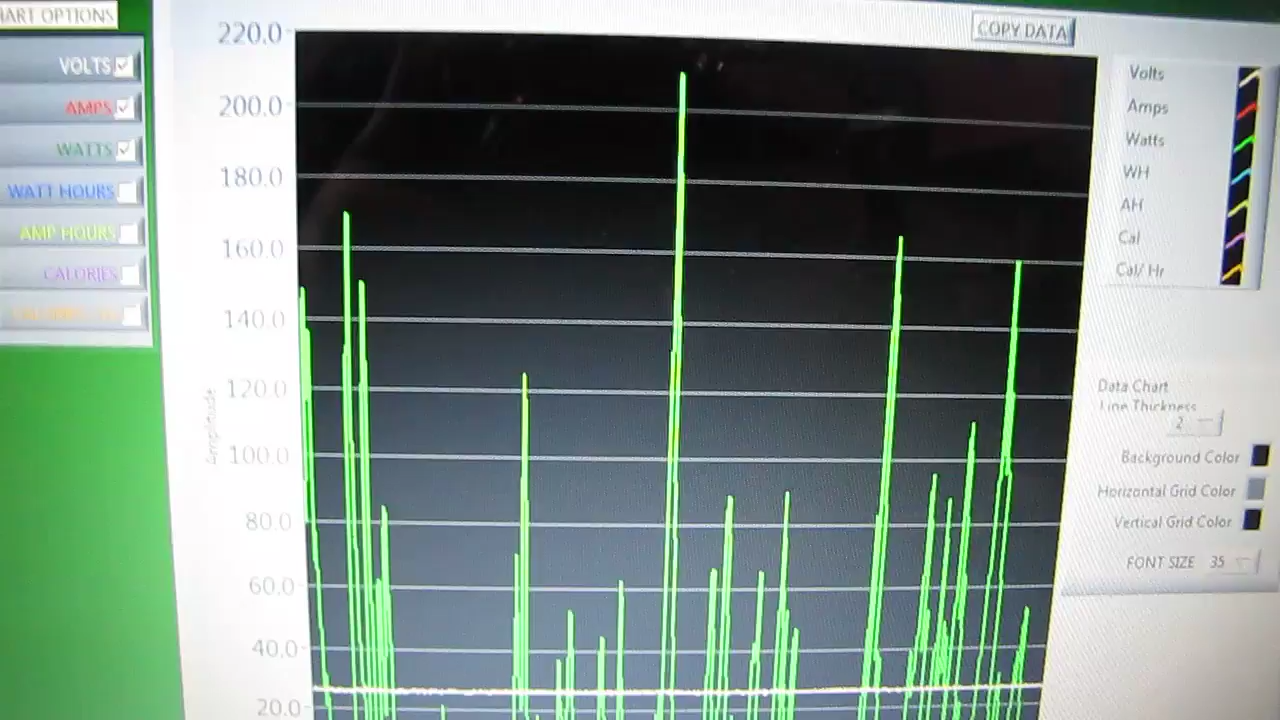 CHART OPTIONS
VOLTS
AMPS
WATTS
WATT HOURS
AMP HOURS
CALORIES
220.0
200.0
180.0
160.0
140.0
120.0
100.0
80.0
60.0
40.0
20.0
Amplitude
COPY DATA
Volts
Amps
Watts
WH
AH
Cal
Cal/Hr
Data Chart
Line Thickness
2
Background Color
Horizontal Grid Color
Vertical Grid Color
FONT SIZE 35